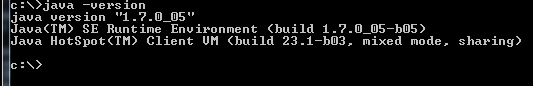 c:\>java -version
java version "1.7.0_05"
Java(TM) SE Runtime Environment (build 1.7.0_05-b05)
Java HotSpot(TM) Client VM (build 23.1-b03, mixed mode, sharing)
c:\>